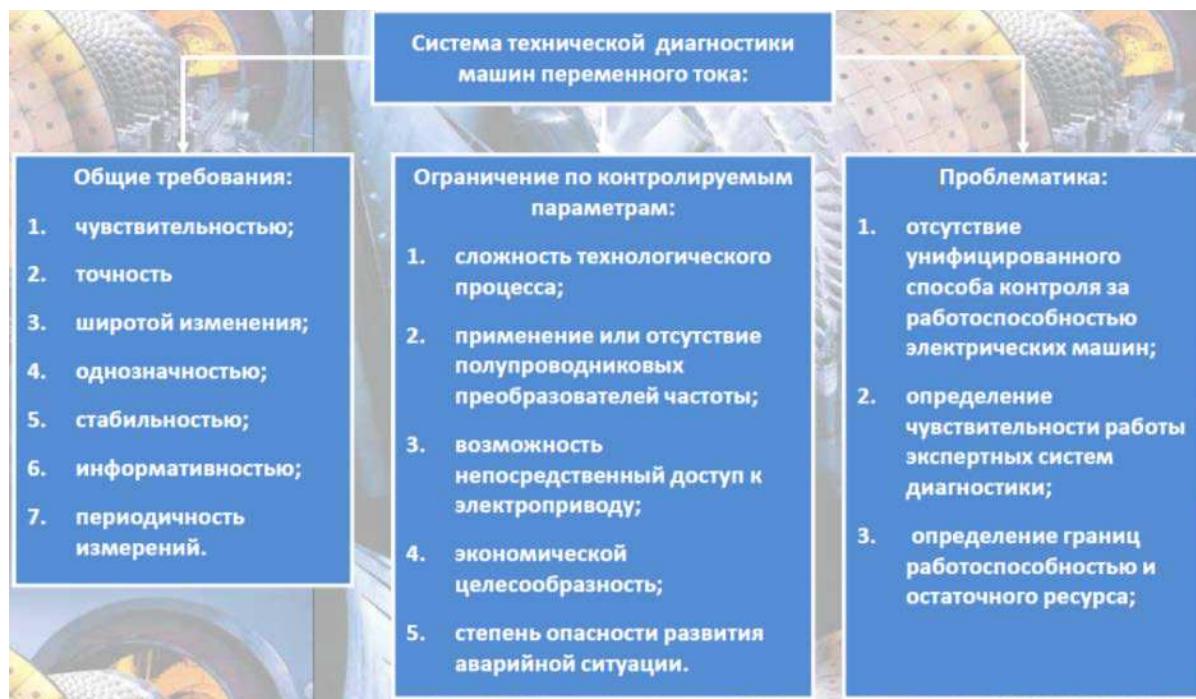 Система технической диагностики
машин переменного тока:
Общие требования:
1. чувствительностью;
2. точность
3. широтой изменения;
4. однозначностью;
5. стабильностью;
6. информативностью;
7. периодичность
измерений.
Ограничение по контролируемым
параметрам:
1. сложность технологического
процесса;
2. применение или отсутствие
полупроводниковых
преобразователей частоты;
3. возможность
непосредственный доступ к
электроприводу;
4. экономической
целесообразность;
5. степень опасности развития
аварийной ситуации.
Проблематика:
1. отсутствие
унифицированного
способа контроля за
работоспособностью
электрических машин;
2. определение
чувствительности работы
экспертных систем
диагностики;
3. определение границ
работоспособностью и
остаточного ресурса;